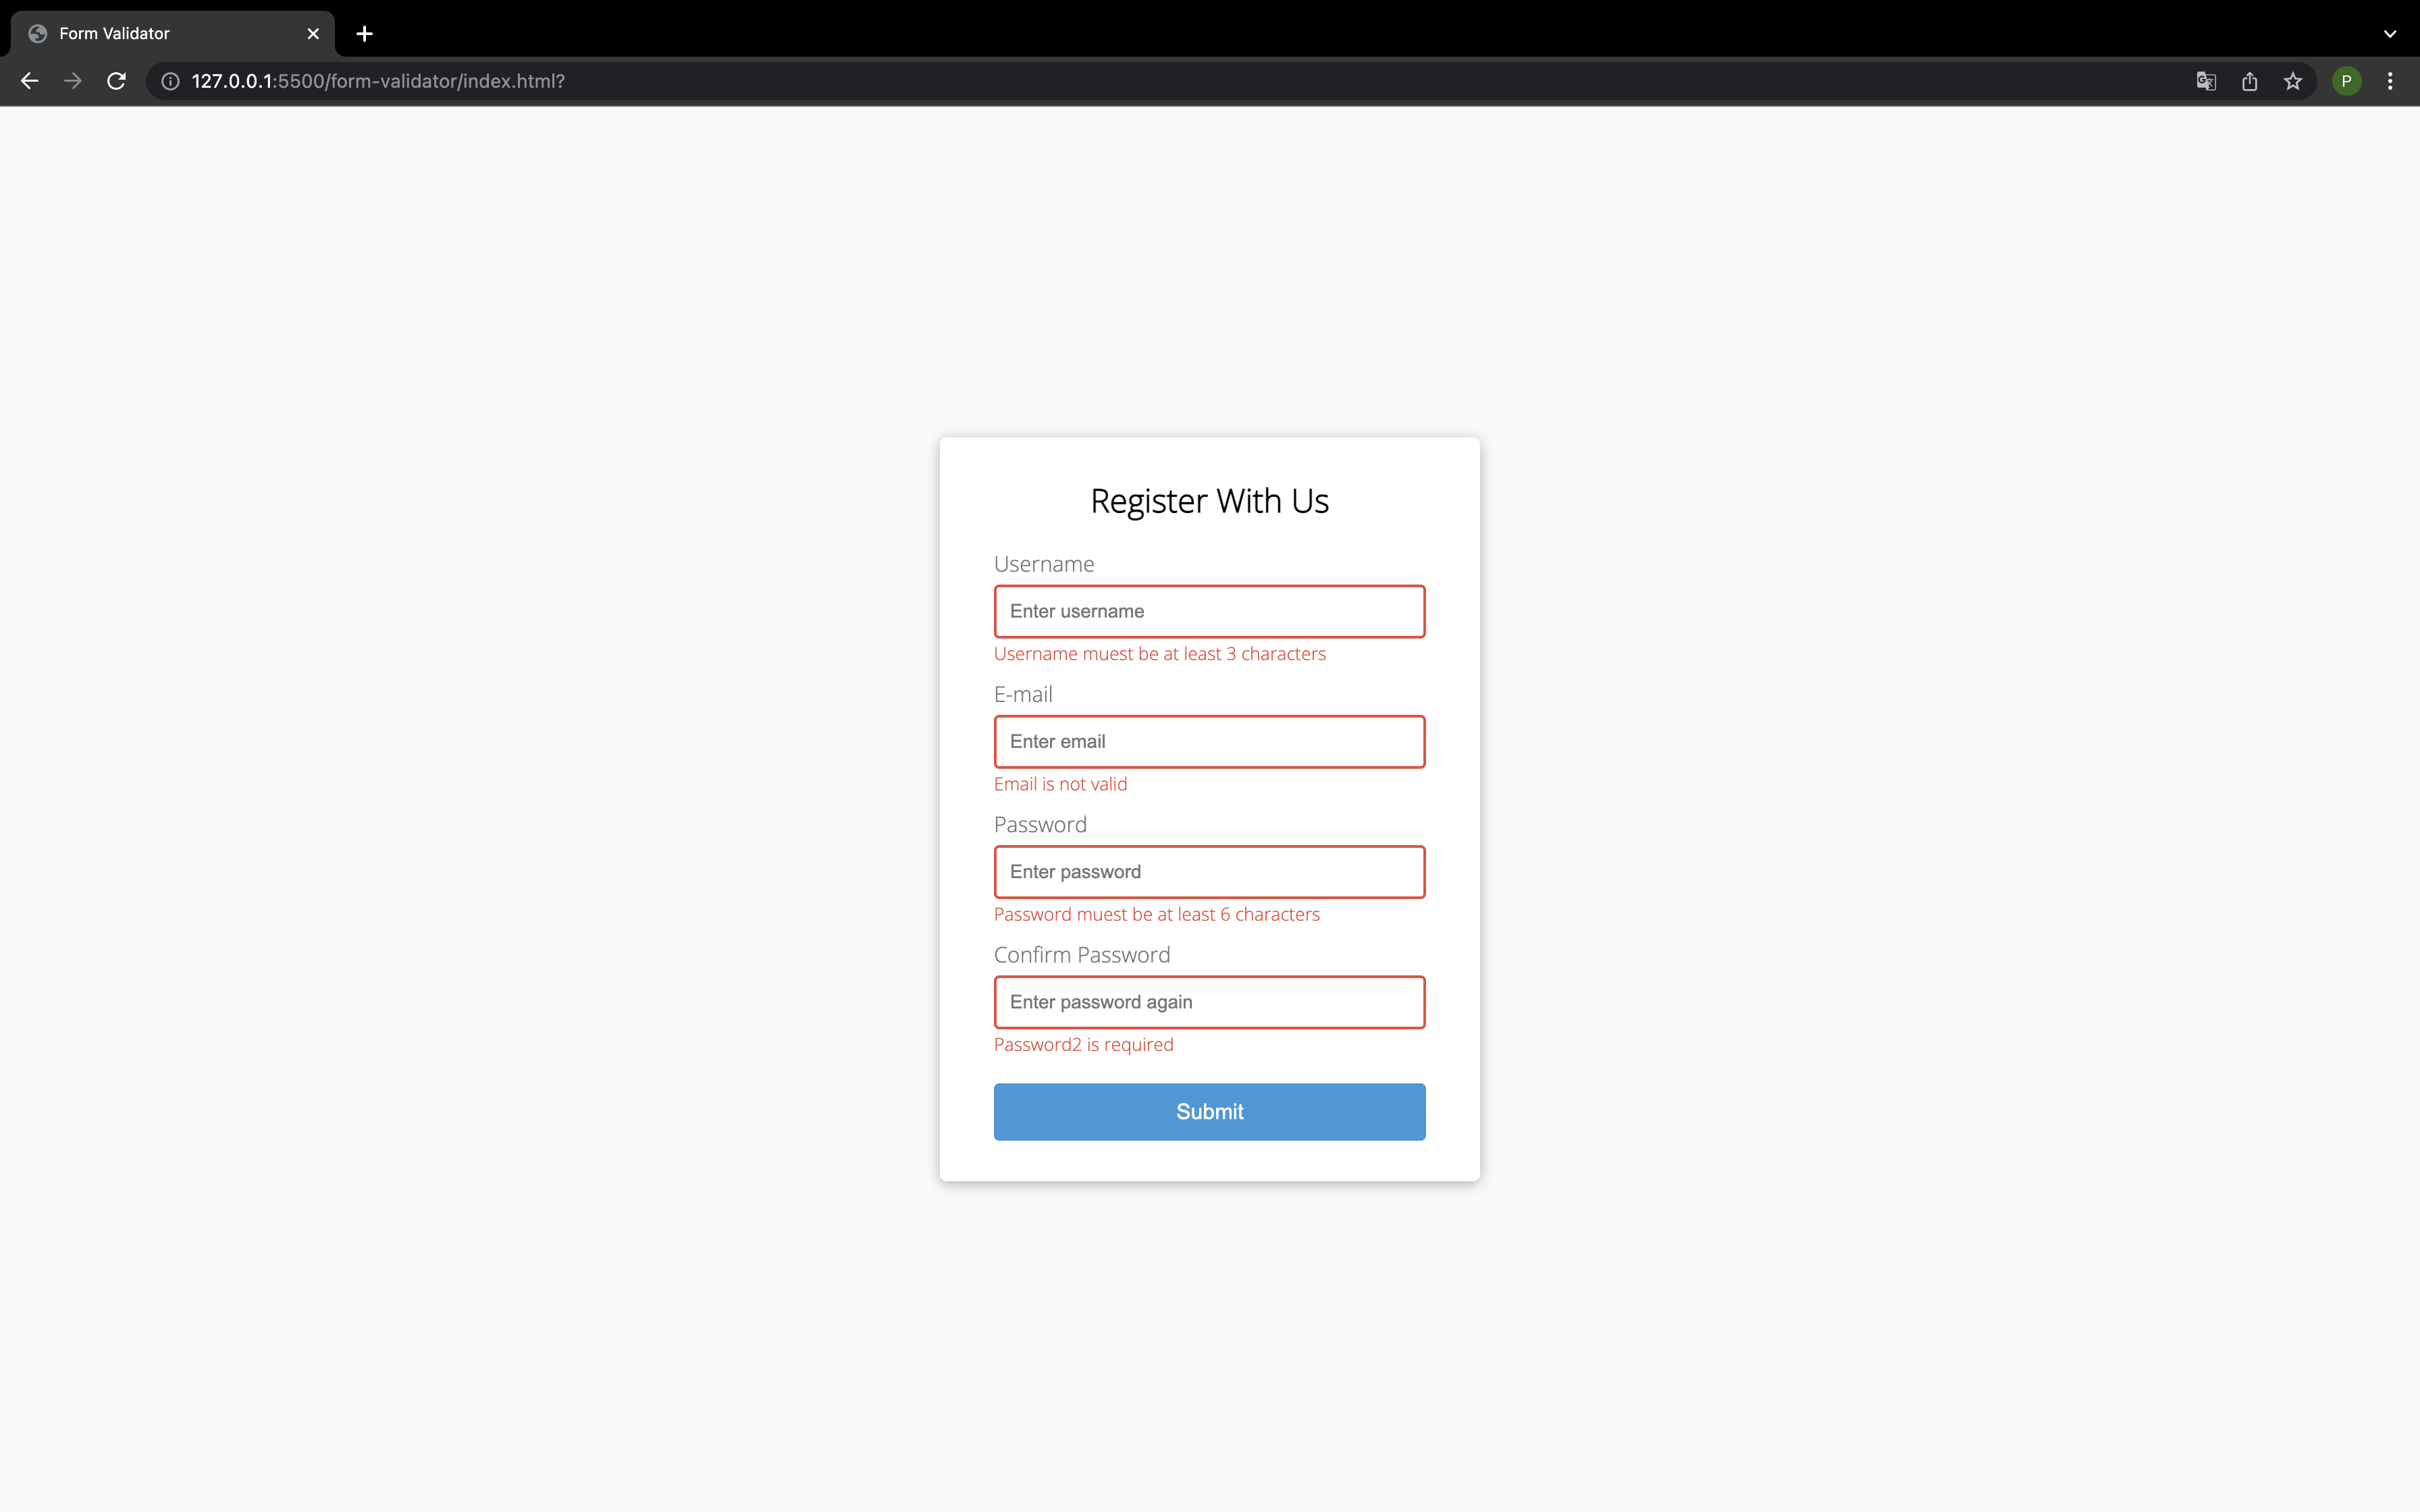 Form Validator
127.0.0.1:5500/form-validator/index.html?
P
Register With Us
Username
Enter username
Username muest be at least 3 characters
E-mail
Enter email
Email is not valid
Password
Enter password
Password muest be at least 6 characters
Confirm Password
Enter password again
Password2 is required
Submit